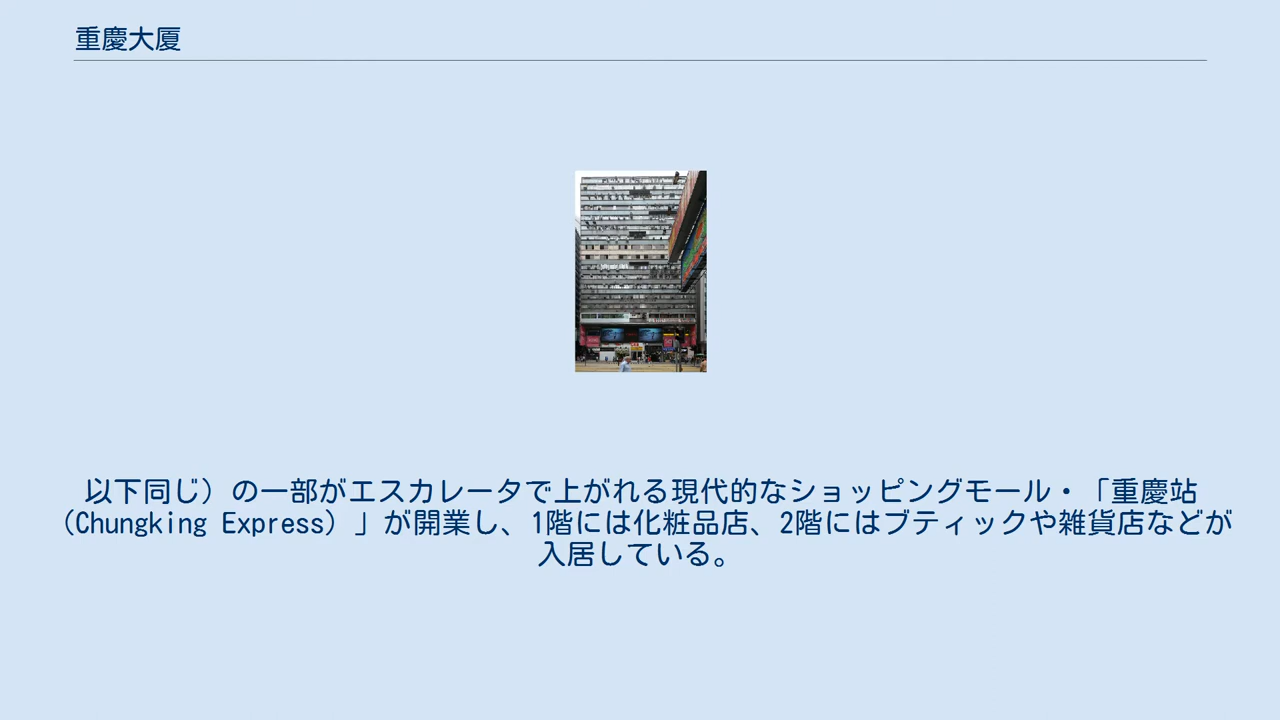 重慶大厦
以下同じ）の一部がエスカレータで上がれる現代的なショッピングモール・「重慶站
（Chungking Express）」が開業し、1階には化粧品店、2階にはブティックや雑貨店などが
入居している。